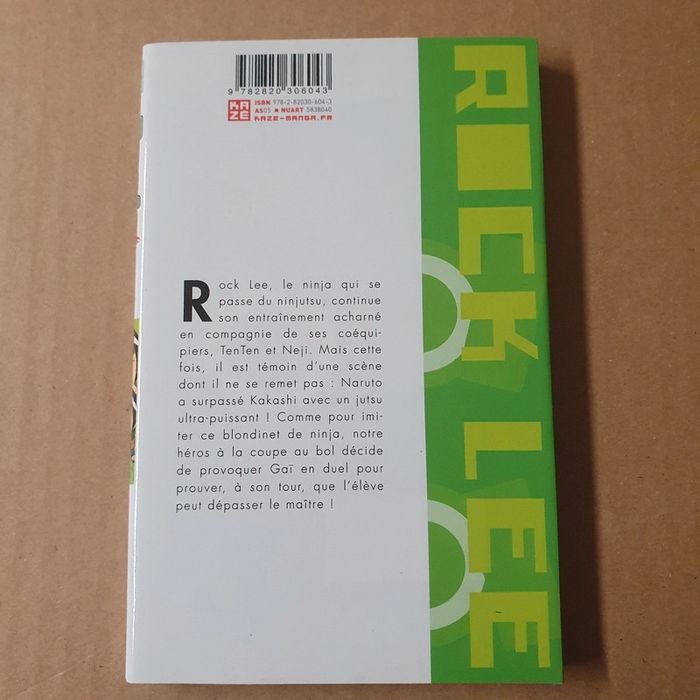 9 782820 306043
KAZÉ
ISBN 978-2-82030-604-3
AS05 ■ NUART 5838040
KAZE-MANGA.FR
Rock Lee, le ninja qui se
passe du ninjutsu, continue
son entraînement acharné
en compagnie de ses coéqui-
piers, TenTen et Neji. Mais cette
fois, il est témoin d'une scène
dont il ne se remet pas : Naruto
a surpassé Kakashi avec un jutsu
ultra-puissant ! Comme pour imi-
ter ce blondinet de ninja, notre
héros à la coupe au bol décide
de provoquer Gaï en duel pour
prouver, à son tour, que l'élève
peut dépasser le maître !
ROCK LEE